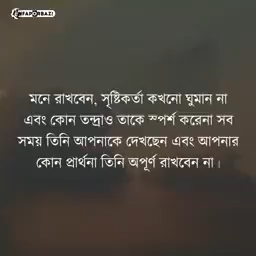 মনে রাখবেন, সৃষ্টিকর্তা কখনো ঘুমান না
এবং কোন তন্দ্রাও তাকে স্পর্শ করেনা সব
সময় তিনি আপনাকে দেখছেন এবং আপনার
কোন প্রার্থনা তিনি অপূর্ণ রাখবেন না।